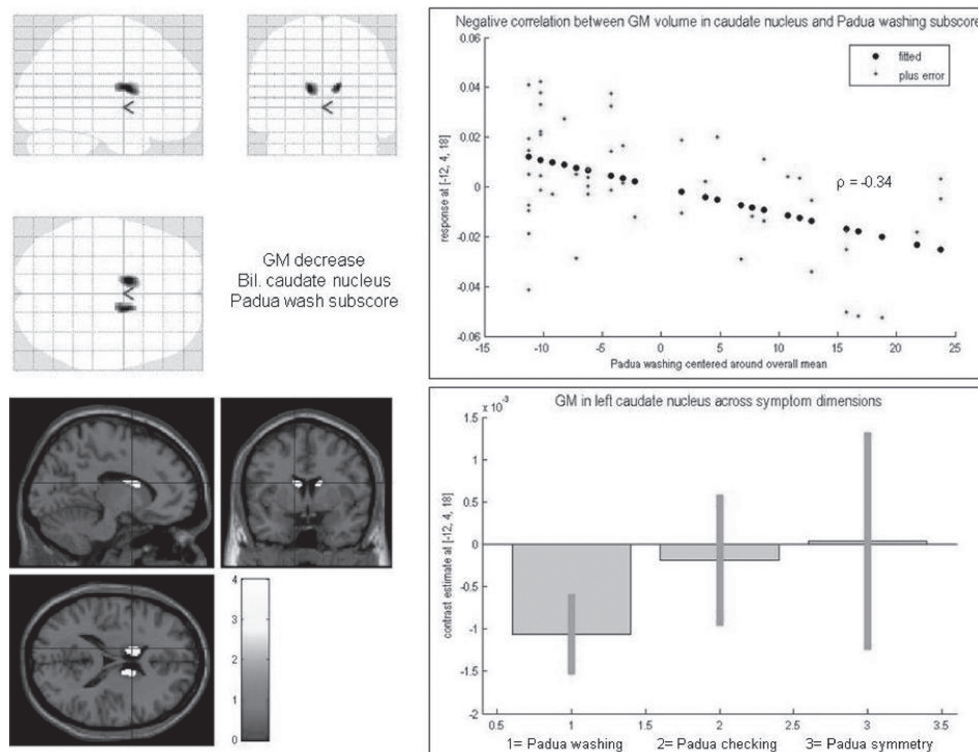 GM decrease
Bil. caudate nucleus
Padua wash subscore
Negative correlation between GM volume in caudate nucleus and Padua washing subscore
fitted
plus error
ρ = -0.34
response at [-12, 4, 18]
0.06
0.04
0.02
0
-0.02
-0.04
-0.06
-15 -10 -5 0 5 10 15 20 25
Padua washing centered around overall mean
4
3
2
1
0
GM in left caudate nucleus across symptom dimensions
x 10⁻³
contrast estimate at [-12, 4, 18]
1.5
1
0.5
0
-0.5
-1
-1.5
-2
0.5 1 1.5 2 2.5 3 3.5
1= Padua washing 2= Padua checking 3= Padua symmetry